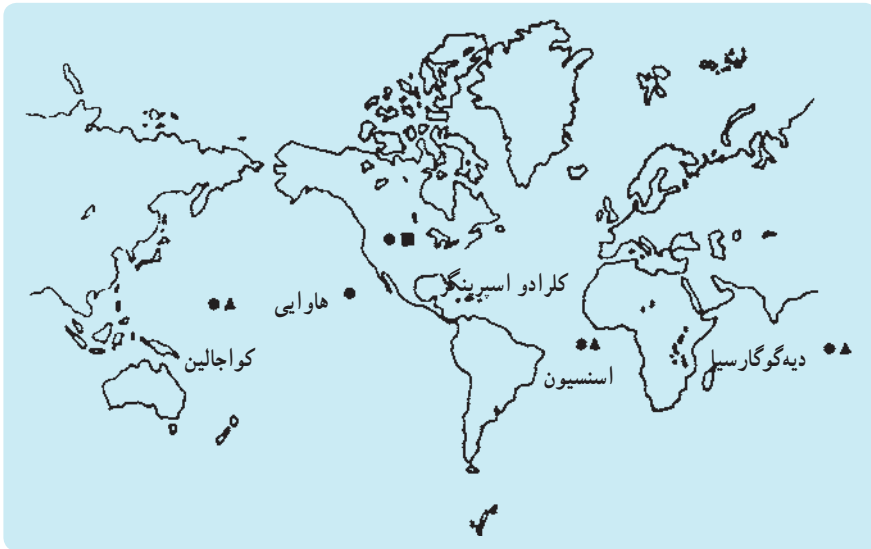 کلرادو اسپرینگز
هاوایی
کواجالین
اسنسیون
دیه‌گوگارسیا